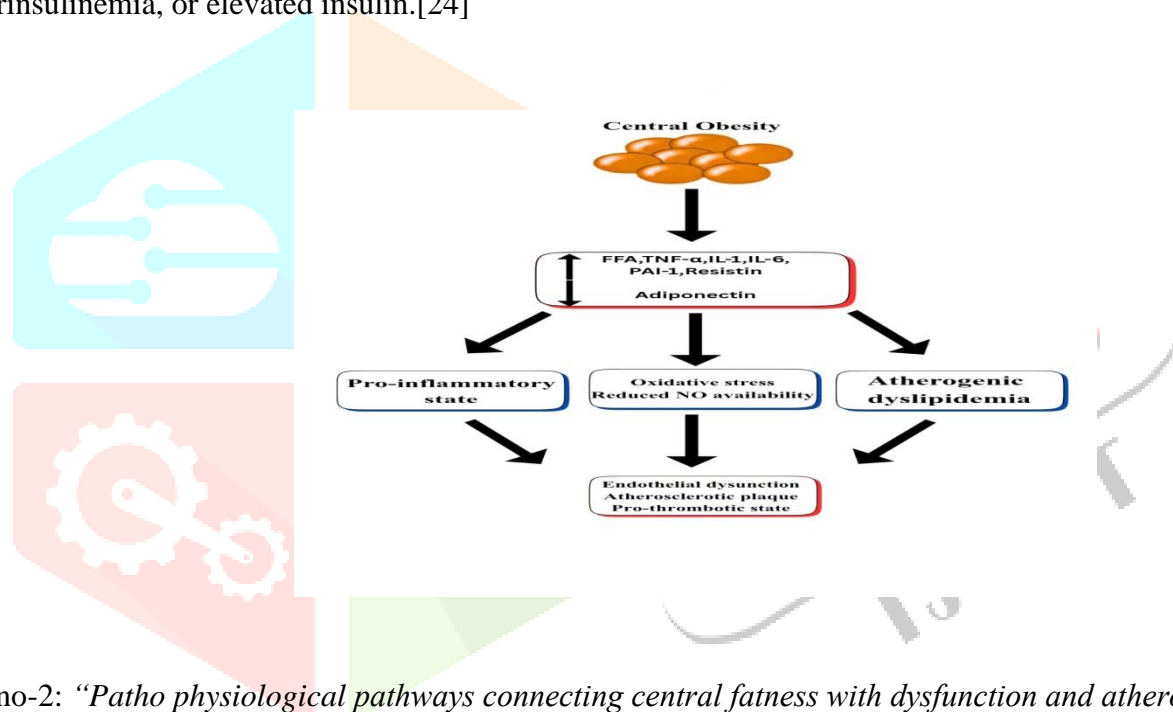 rinsulinemia, or elevated insulin.[24]
Central Obesity
FFA,TNF-α,IL-1,IL-6,
PAI-1,Resistin
Adiponectin
Pro-inflammatory
state
Oxidative stress
Reduced NO availability
Atherogenic
dyslipidemia
Endothelial dysunction
Atherosclerotic plaque
Pro-thrombotic state
no-2: “Patho physiological pathways connecting central fatness with dysfunction and athero